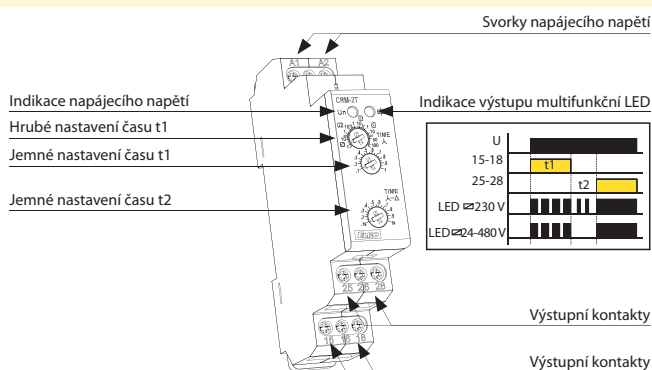 Svorky napájecího napětí
A1 A2
Indikace napájecího napětí
CRM-2T
Un
Indikace výstupu multifunkční LED
Hrubé nastavení času t1
TIME
Jemné nastavení času t1
Jemné nastavení času t2
TIME
U
15-18 t1
25-28 t2
LED 230 V
LED 24-480 V
25 26 28
Výstupní kontakty
15 16 18
Výstupní kontakty